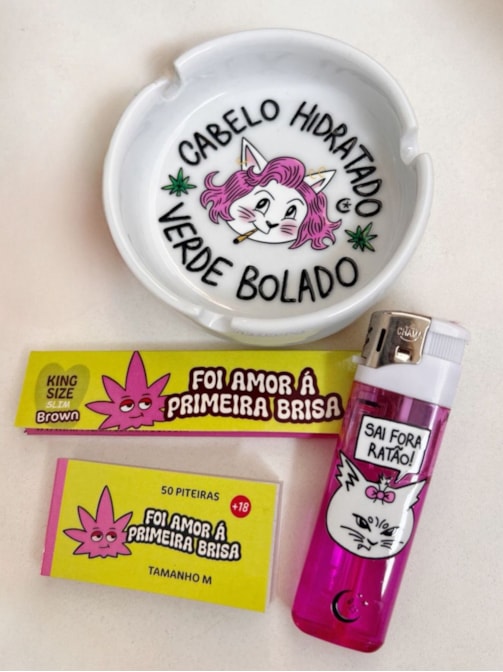 CABELO HIDRATADO
VERDE BOLADO
KING
SIZE
SLIM
Brown
FOI AMOR Á
PRIMEIRA BRISA
SAI FORA
RATÃO!
50 PITEIRAS
+18
FOI AMOR Á
PRIMEIRA BRISA
TAMANHO M